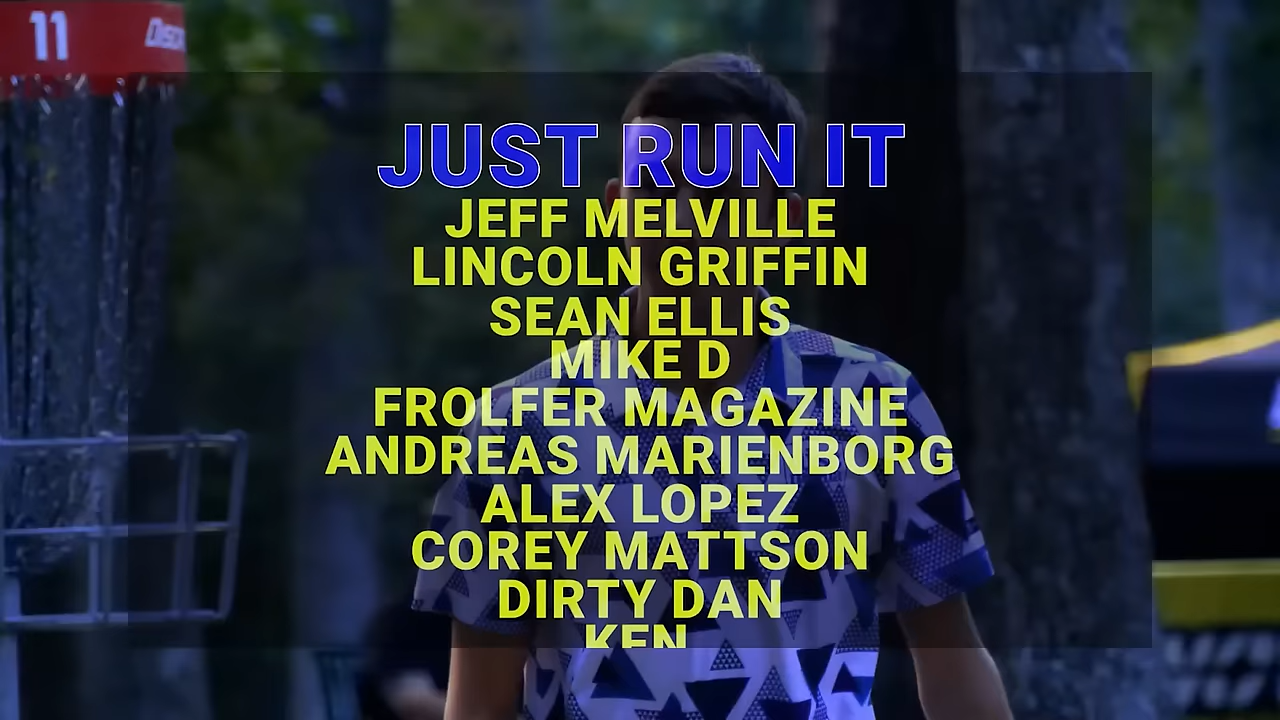 11
JUST RUN IT
JEFF MELVILLE
LINCOLN GRIFFIN
SEAN ELLIS
MIKE D
FROLFER MAGAZINE
ANDREAS MARIENBORG
ALEX LOPEZ
COREY MATTSON
DIRTY DAN
KEN